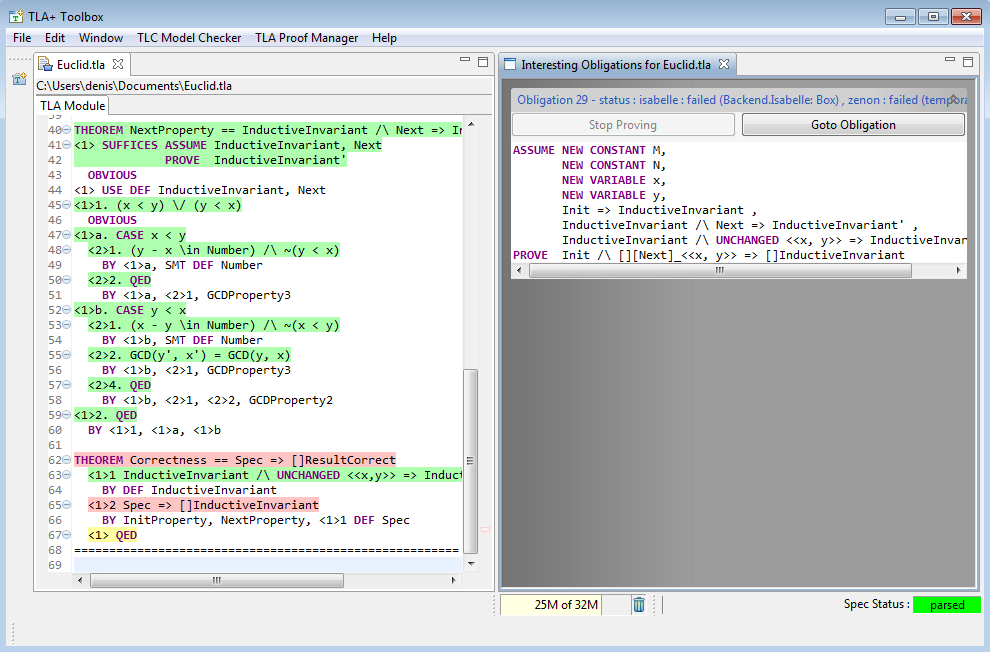 TLA+ Toolbox
File Edit Window TLC Model Checker TLA Proof Manager Help
Euclid.tla
C:\Users\denis\Documents\Euclid.tla
TLA Module
39
40 THEOREM NextProperty == InductiveInvariant /\ Next => In
41 <1> SUFFICES ASSUME InductiveInvariant, Next
42 PROVE InductiveInvariant'
43 OBVIOUS
44 <1> USE DEF InductiveInvariant, Next
45 <1>1. (x < y) \/ (y < x)
46 OBVIOUS
47 <1>a. CASE x < y
48 <2>1. (y - x \in Number) /\ ~(y < x)
49 BY <1>a, SMT DEF Number
50 <2>2. QED
51 BY <1>a, <2>1, GCDProperty3
52 <1>b. CASE y < x
53 <2>1. (x - y \in Number) /\ ~(x < y)
54 BY <1>b, SMT DEF Number
55 <2>2. GCD(y', x') = GCD(y, x)
56 BY <1>b, <2>1, GCDProperty3
57 <2>4. QED
58 BY <1>b, <2>1, <2>2, GCDProperty2
59 <1>2. QED
60 BY <1>1, <1>a, <1>b
61
62 THEOREM Correctness == Spec => []ResultCorrect
63 <1>1 InductiveInvariant /\ UNCHANGED <<x,y>> => Induct
64 BY DEF InductiveInvariant
65 <1>2 Spec => []InductiveInvariant
66 BY InitProperty, NextProperty, <1>1 DEF Spec
67 <1> QED
68 ======================================================
69
Interesting Obligations for Euclid.tla
Obligation 29 - status : isabelle : failed (Backend.Isabelle: Box) , zenon : failed (tempora
Stop Proving
Goto Obligation
ASSUME NEW CONSTANT M,
NEW CONSTANT N,
NEW VARIABLE x,
NEW VARIABLE y,
Init => InductiveInvariant ,
InductiveInvariant /\ Next => InductiveInvariant' ,
InductiveInvariant /\ UNCHANGED <<x, y>> => InductiveInvar
PROVE Init /\ [][Next]_<<x, y>> => []InductiveInvariant
25M of 32M
Spec Status : parsed